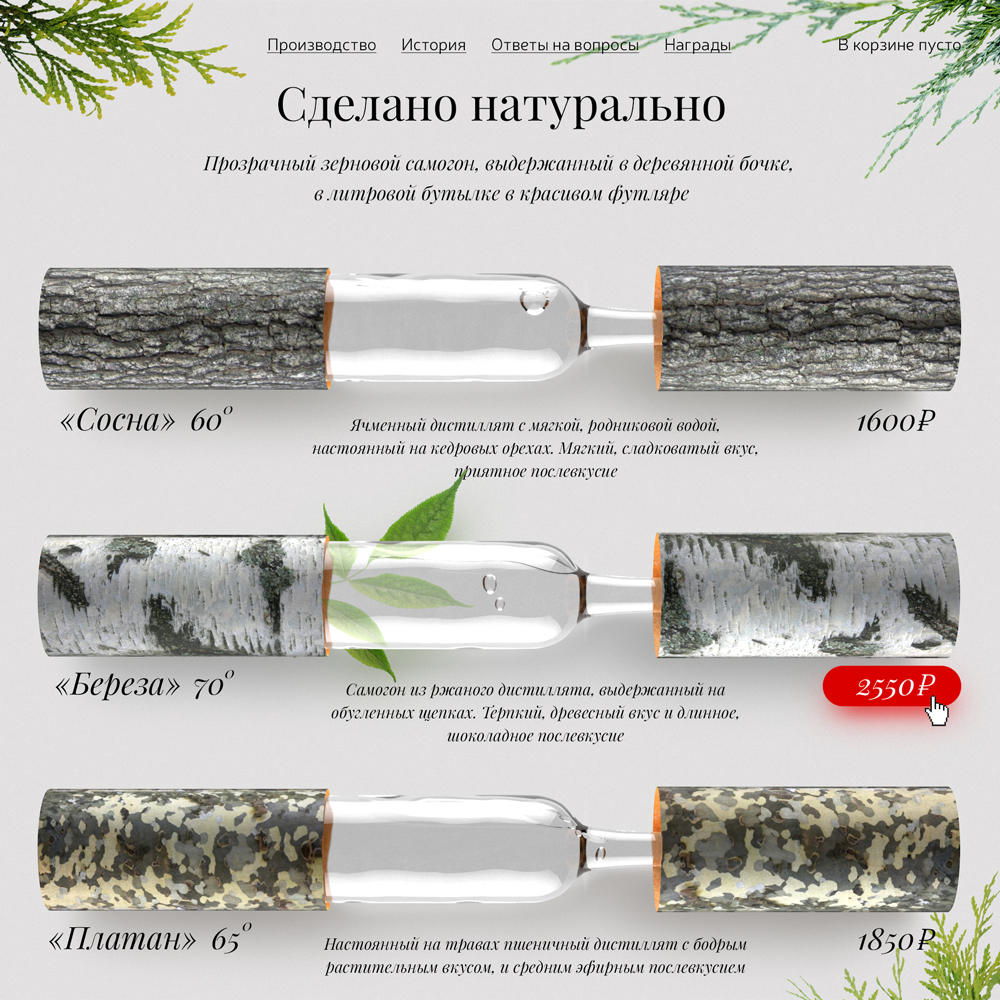 Производство История Ответы на вопросы Награды В корзине пусто
Сделано натурально
Прозрачный зерновой самогон, выдержанный в деревянной бочке,
в литровой бутылке в красивом футляре
«Сосна» 60°
Ячменный дистиллят с мягкой, родниковой водой,
настоянный на кедровых орехах. Мягкий, сладковатый вкус,
приятное послевкусие
1600₽
«Береза» 70°
Самогон из ржаного дистиллята, выдержанный на
обугленных щепках. Терпкий, древесный вкус и длинное,
шоколадное послевкусие
2550₽
«Платан» 65°
Настоянный на травах пшеничный дистиллят с бодрым
растительным вкусом, и средним эфирным послевкусием
1850₽